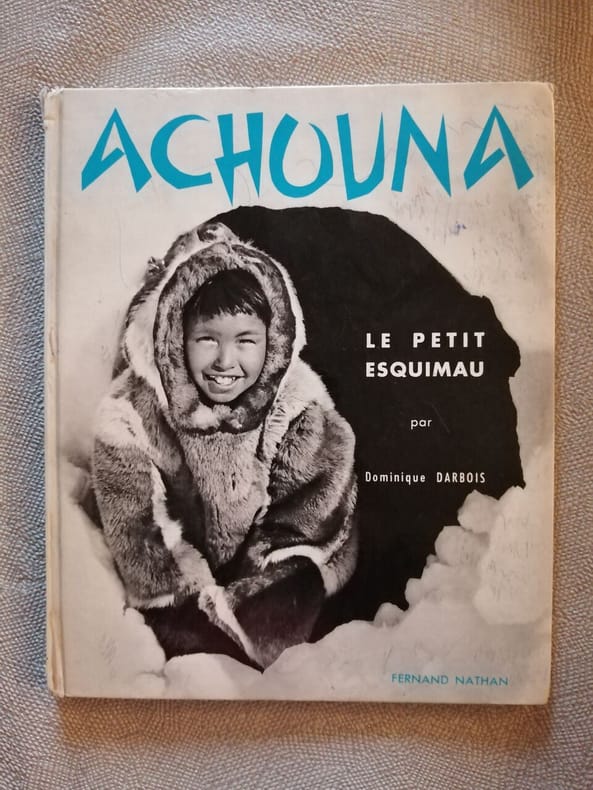 ACHOUNA
LE PETIT
ESQUIMAU
par
Dominique DARBOIS
FERNAND NATHAN